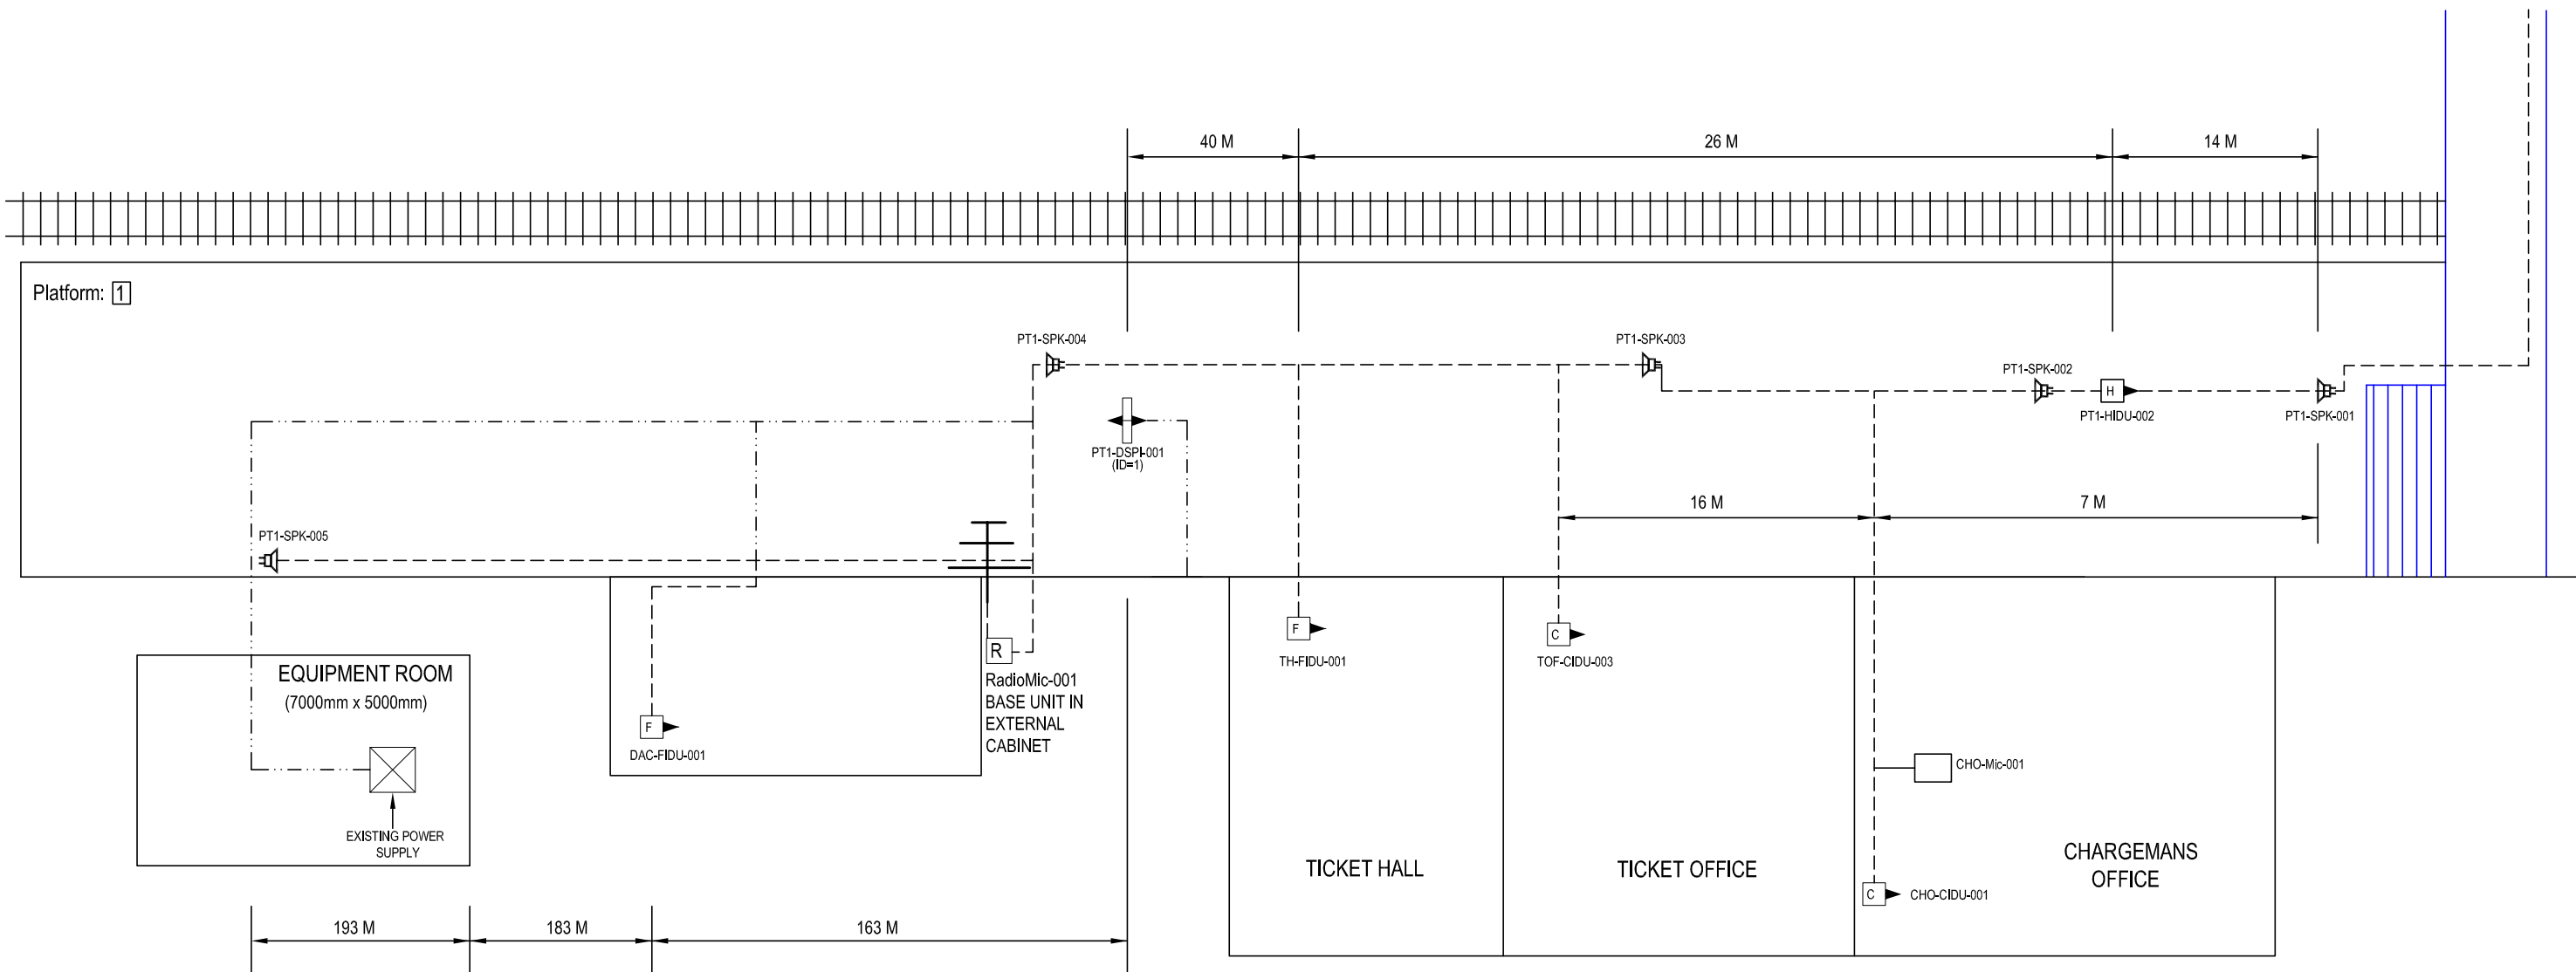 40 M
26 M
14 M
Platform: 1
PT1-SPK-004
PT1-SPK-003
PT1-SPK-002
H
PT1-HIDU-002
PT1-SPK-001
PT1-DSPI-001
(ID=1)
16 M
7 M
PT1-SPK-005
F
TH-FIDU-001
C
TOF-CIDU-003
EQUIPMENT ROOM
(7000mm x 5000mm)
R
RadioMic-001
BASE UNIT IN
EXTERNAL
CABINET
F
DAC-FIDU-001
CHO-Mic-001
EXISTING POWER
SUPPLY
TICKET HALL
TICKET OFFICE
CHARGEMANS
OFFICE
C
CHO-CIDU-001
193 M
183 M
163 M